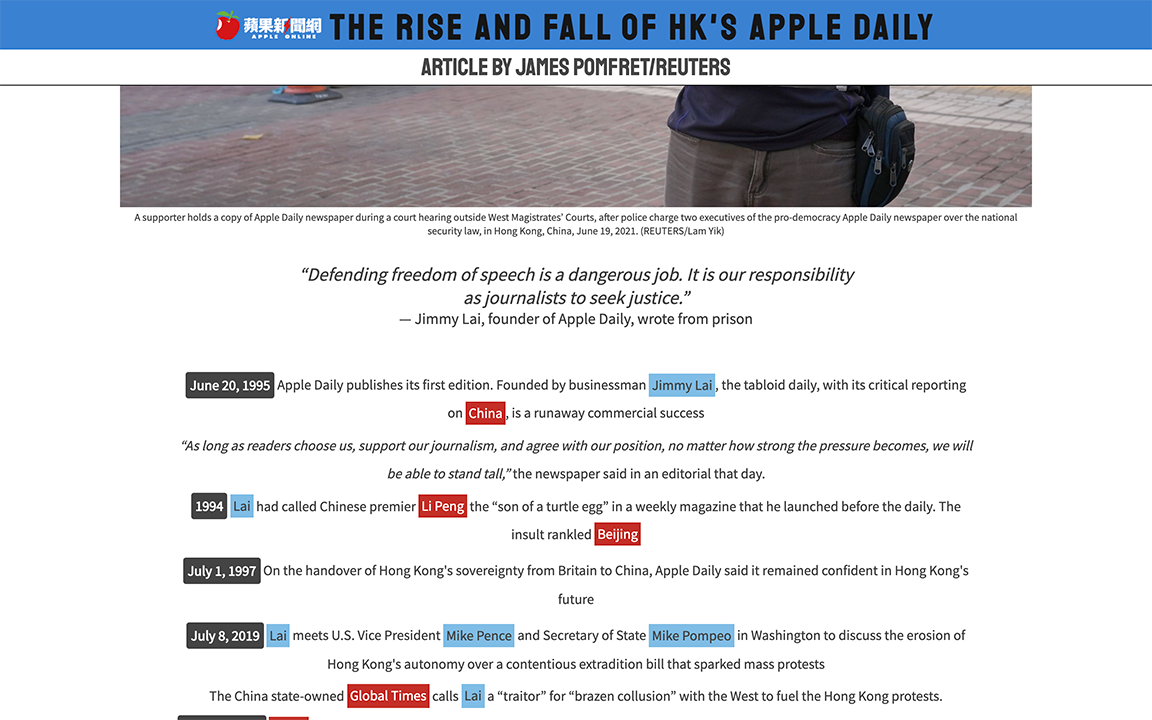 蘋果新聞網
APPLE ONLINE
THE RISE AND FALL OF HK'S APPLE DAILY
ARTICLE BY JAMES POMFRET/REUTERS
A supporter holds a copy of Apple Daily newspaper during a court hearing outside West Magistrates' Courts, after police charge two executives of the pro-democracy Apple Daily newspaper over the national
security law, in Hong Kong, China, June 19, 2021. (REUTERS/Lam Yik)
“Defending freedom of speech is a dangerous job. It is our responsibility
as journalists to seek justice.”
— Jimmy Lai, founder of Apple Daily, wrote from prison
June 20, 1995 Apple Daily publishes its first edition. Founded by businessman Jimmy Lai, the tabloid daily, with its critical reporting
on China, is a runaway commercial success
“As long as readers choose us, support our journalism, and agree with our position, no matter how strong the pressure becomes, we will
be able to stand tall,” the newspaper said in an editorial that day.
1994 Lai had called Chinese premier Li Peng the “son of a turtle egg” in a weekly magazine that he launched before the daily. The
insult rankled Beijing
July 1, 1997 On the handover of Hong Kong's sovereignty from Britain to China, Apple Daily said it remained confident in Hong Kong's
future
July 8, 2019 Lai meets U.S. Vice President Mike Pence and Secretary of State Mike Pompeo in Washington to discuss the erosion of
Hong Kong's autonomy over a contentious extradition bill that sparked mass protests
The China state-owned Global Times calls Lai a “traitor” for “brazen collusion” with the West to fuel the Hong Kong protests.